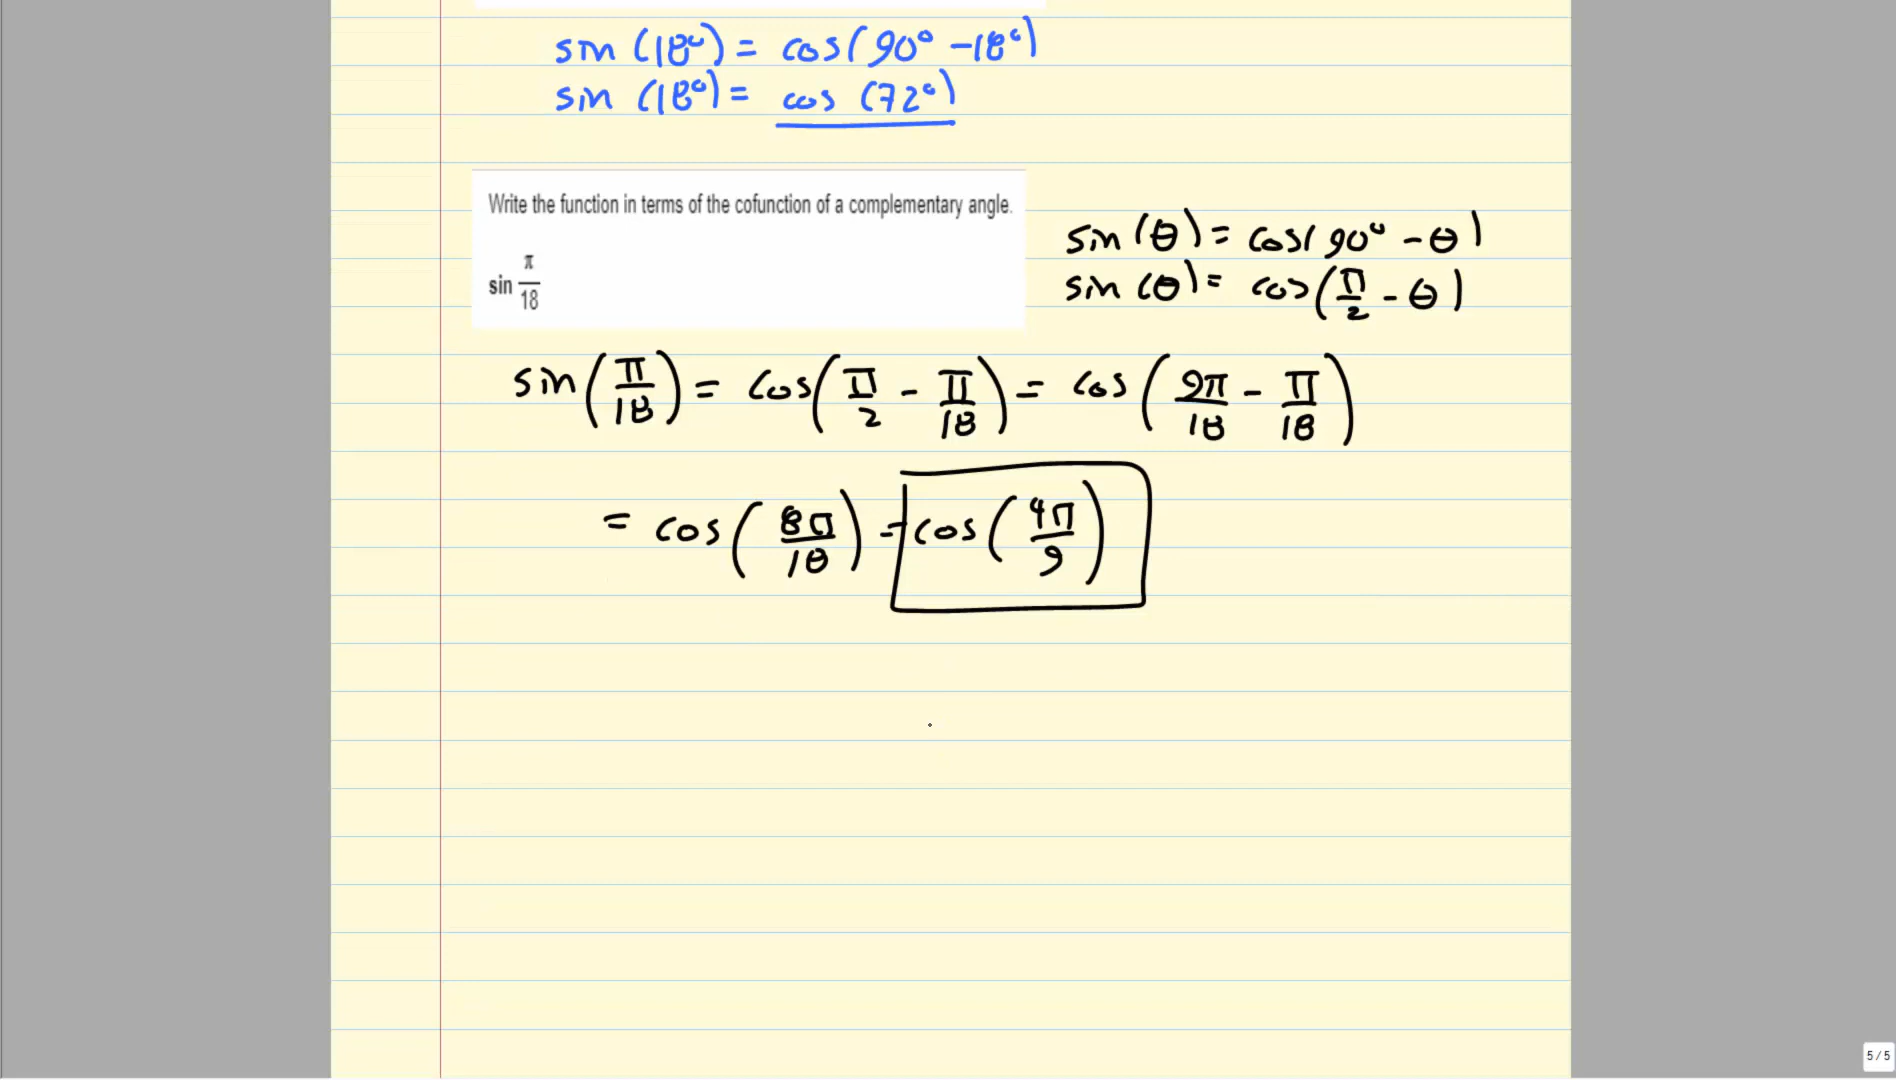 sin (18°) = cos(90° - 18°)
sin (18°) = cos (72°)
Write the function in terms of the cofunction of a complementary angle.
sin π/18
sin (θ) = cos(90° - θ)
sin (θ) = cos(π/2 - θ)
sin(π/18) = cos(π/2 - π/18) = cos(9π/18 - π/18)
= cos(8π/18) = cos(4π/9)
5 / 5